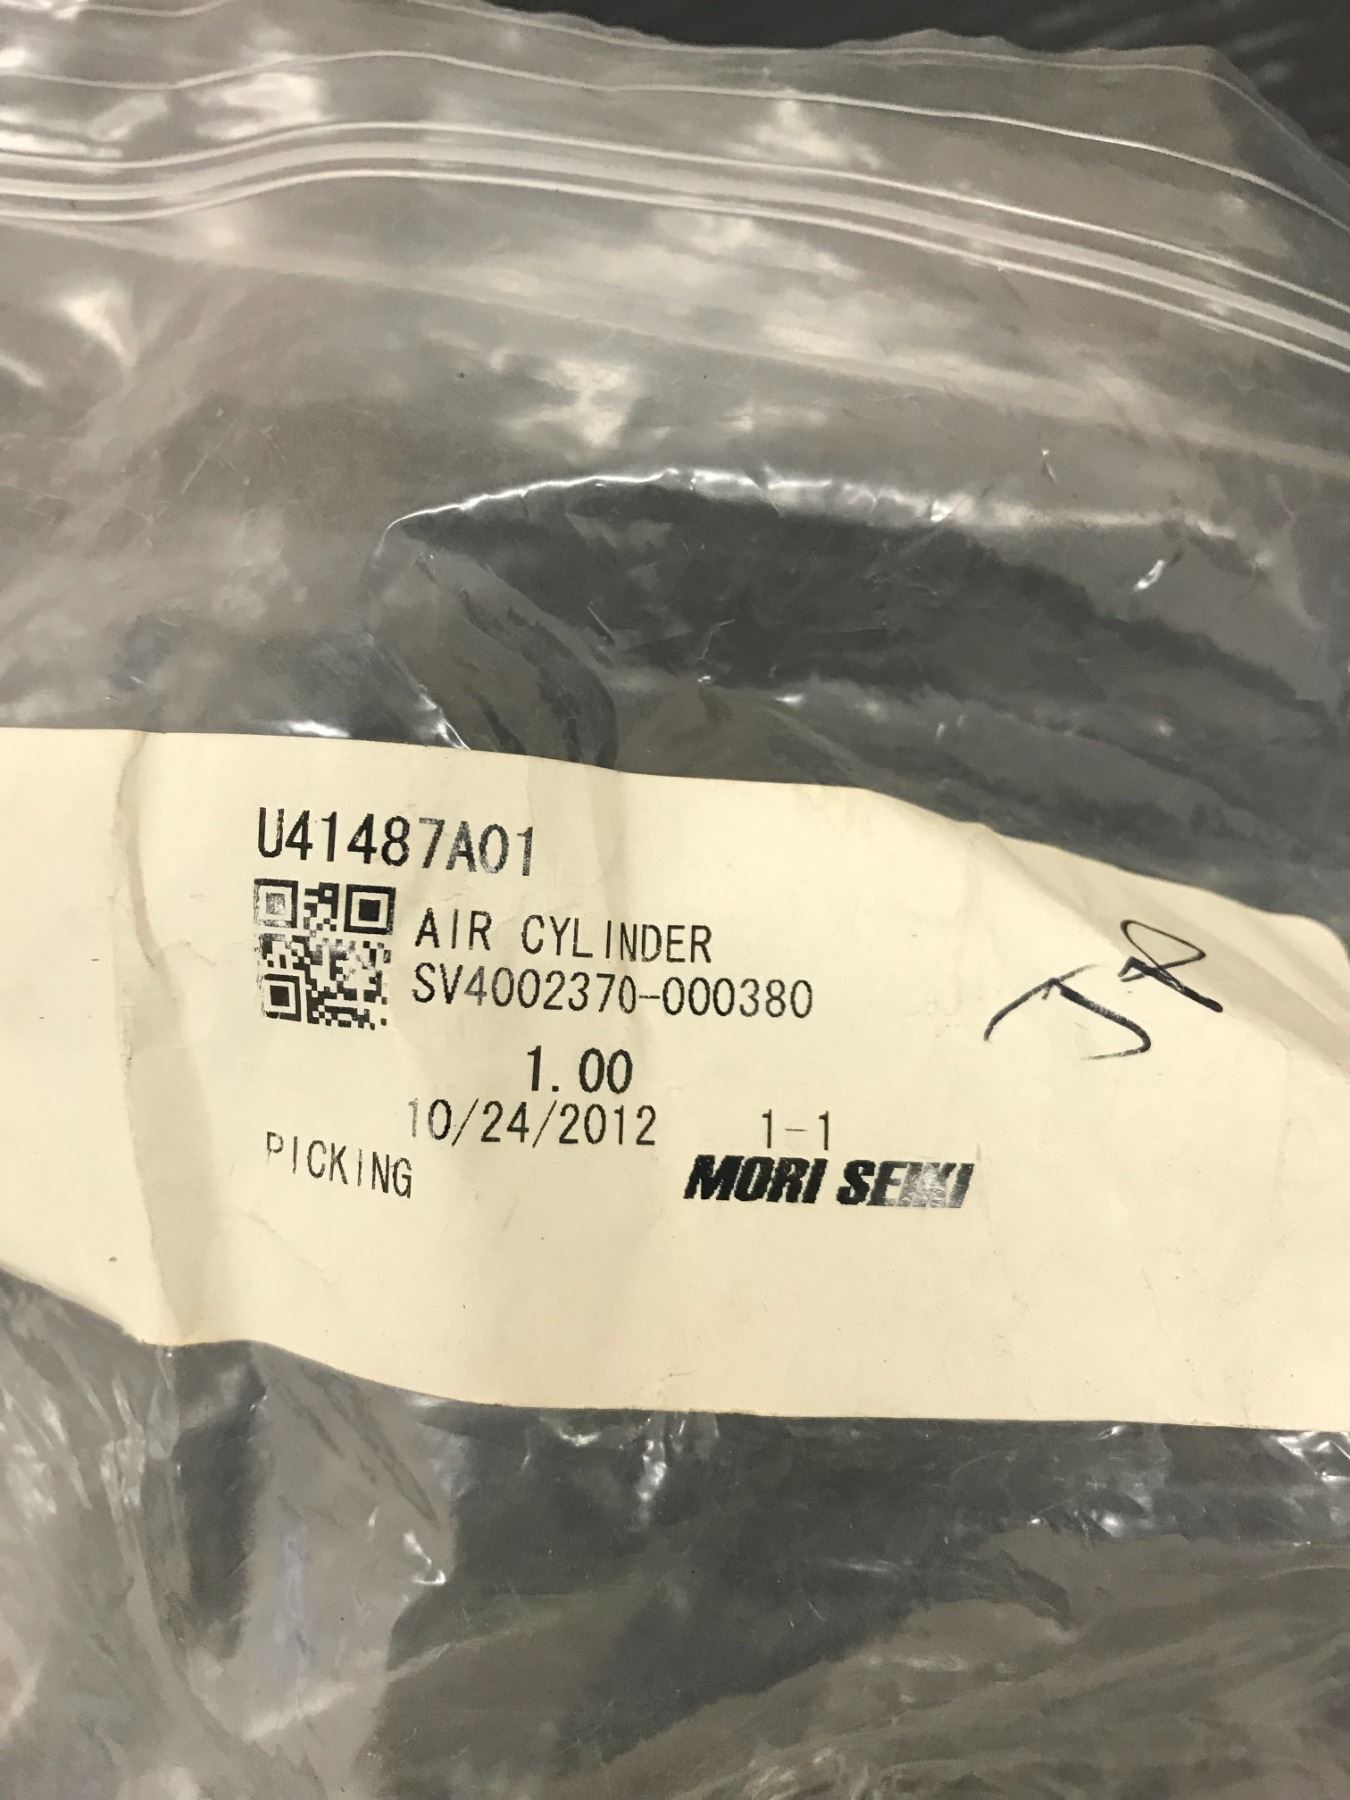 U41487A01
AIR CYLINDER
SV4002370-000380
1.00
10/24/2012 1-1
PICKING
MORI SEIKI